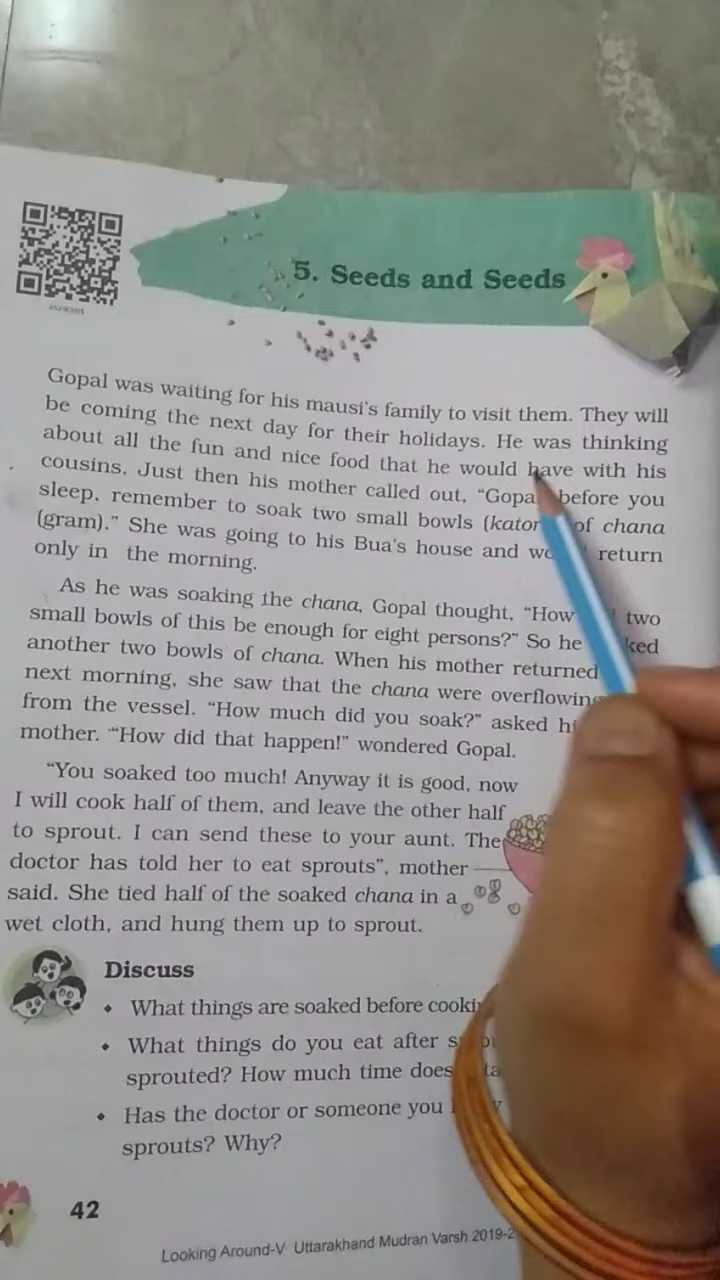 5. Seeds and Seeds
Gopal was waiting for his mausi's family to visit them. They will
be coming the next day for their holidays. He was thinking
about all the fun and nice food that he would have with his
cousins. Just then his mother called out, “Gopal before you
sleep, remember to soak two small bowls (kator of chana
(gram).” She was going to his Bua's house and return
only in the morning.
As he was soaking the chana, Gopal thought, “How two
small bowls of this be enough for eight persons?” So he
another two bowls of chana. When his mother returned
next morning, she saw that the chana were overflowing
from the vessel. “How much did you soak?” asked
mother. “How did that happen!” wondered Gopal.
“You soaked too much! Anyway it is good, now
I will cook half of them, and leave the other half
to sprout. I can send these to your aunt. The
doctor has told her to eat sprouts”, mother
said. She tied half of the soaked chana in a
wet cloth, and hung them up to sprout.
Discuss
• What things are soaked before
• What things do you eat after
sprouted? How much time does
• Has the doctor or someone you
sprouts? Why?
42
Looking Around-V Uttarakhand Mudran Varsh